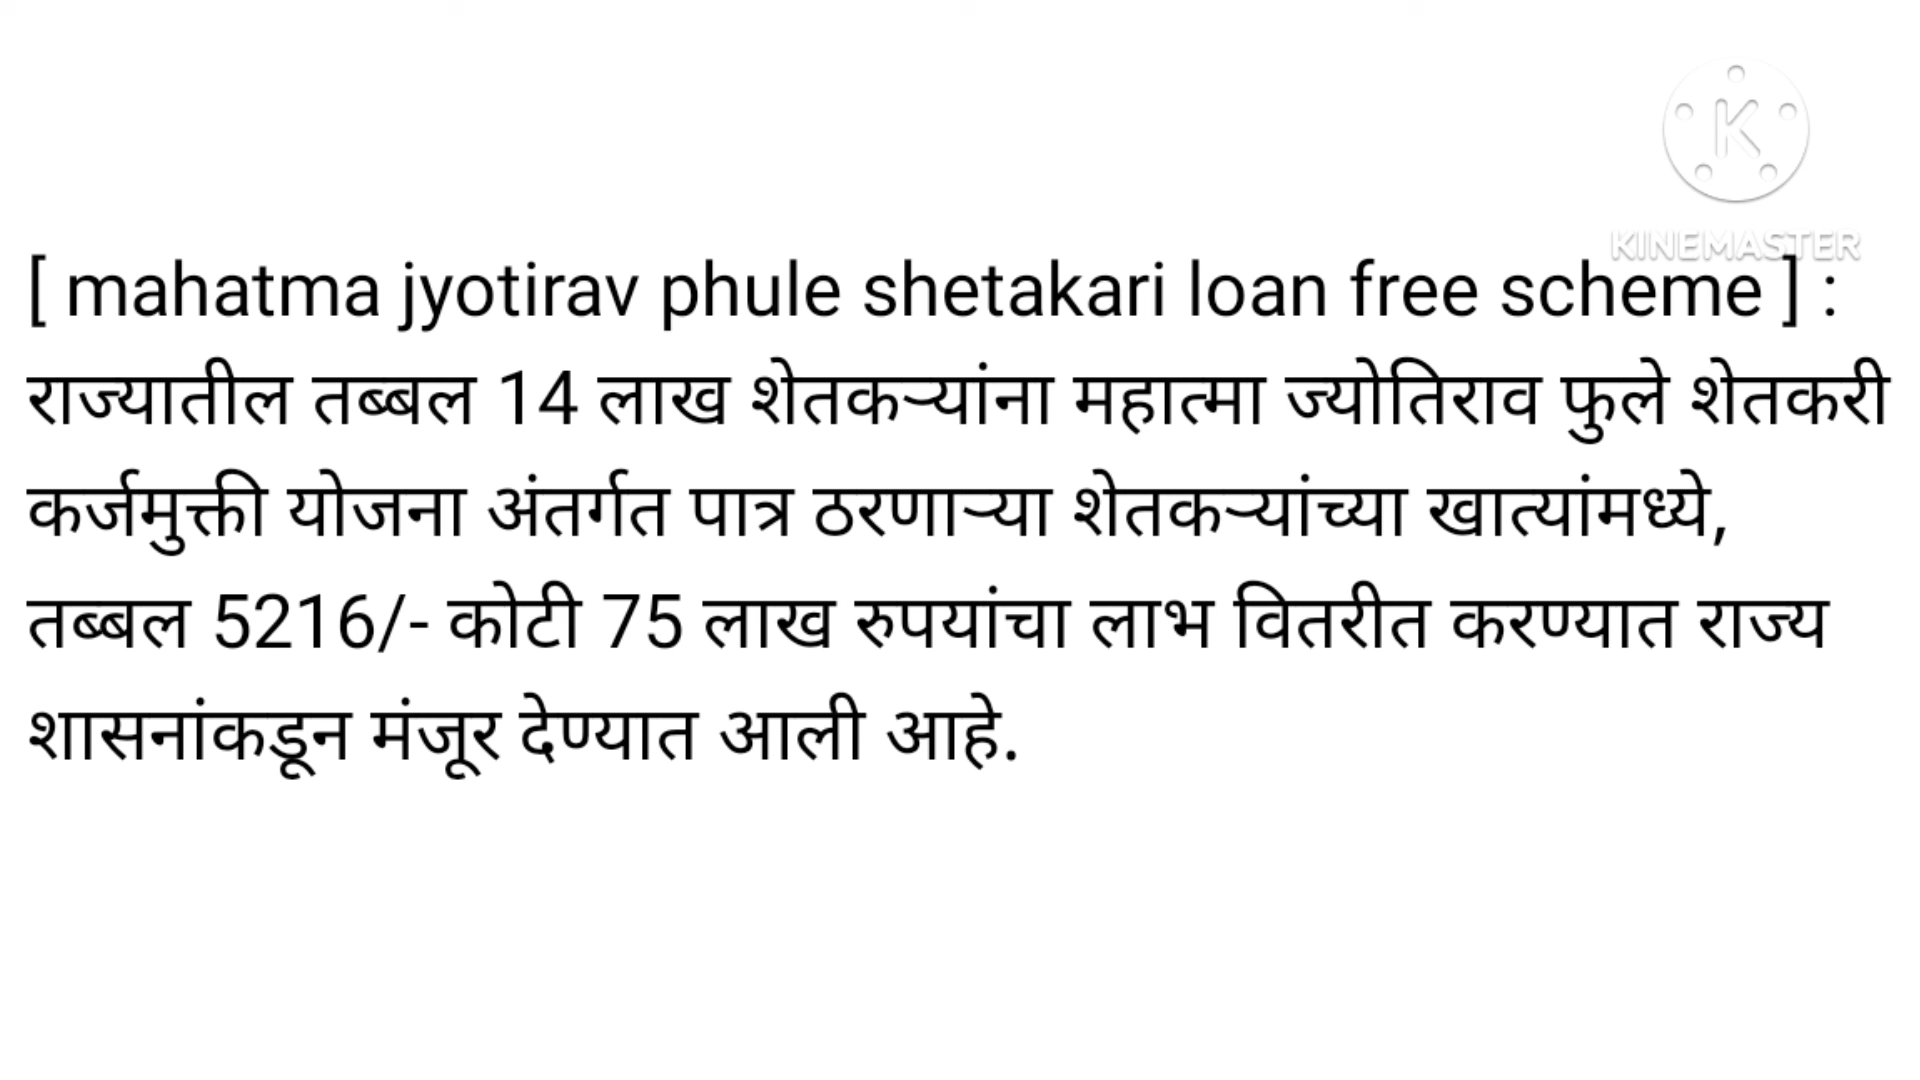 KINEMASTER
[ mahatma jyotirav phule shetakari loan free scheme ] :
राज्यातील तब्बल 14 लाख शेतकऱ्यांना महात्मा ज्योतिराव फुले शेतकरी
कर्जमुक्ती योजना अंतर्गत पात्र ठरणाऱ्या शेतकऱ्यांच्या खात्यांमध्ये,
तब्बल 5216/- कोटी 75 लाख रुपयांचा लाभ वितरीत करण्यात राज्य
शासनांकडून मंजूर देण्यात आली आहे.